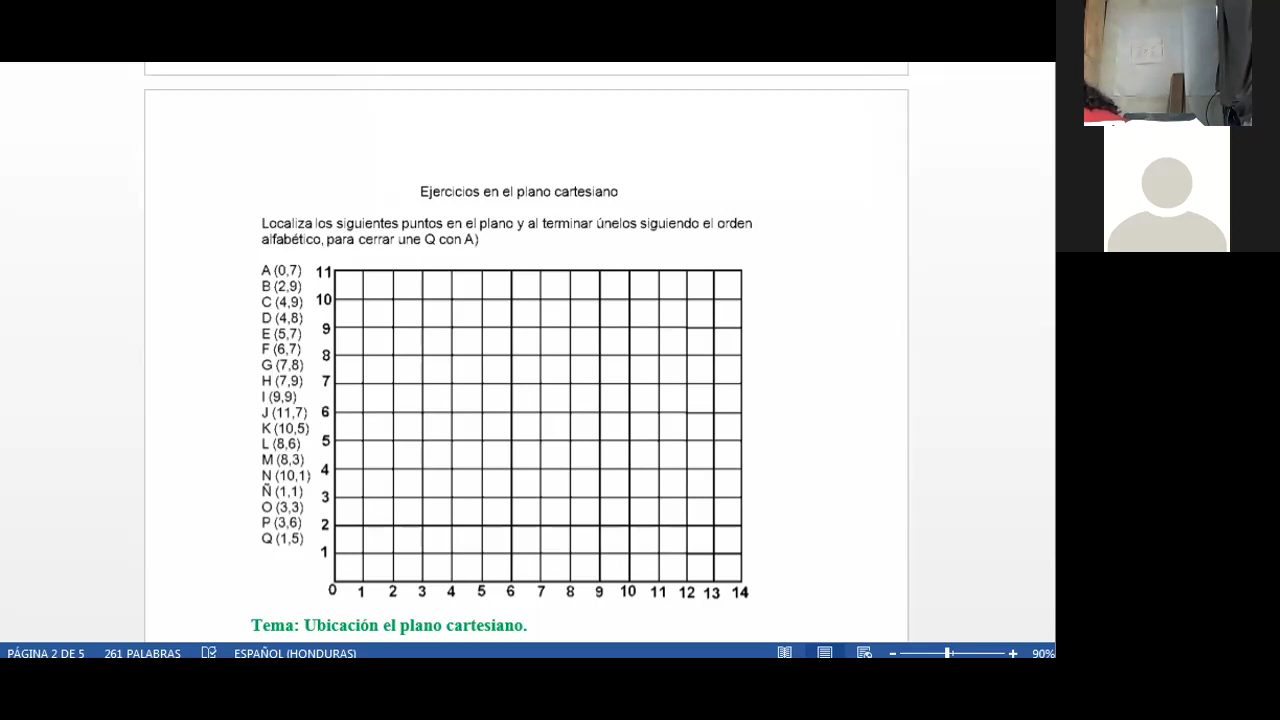 Ejercicios en el plano cartesiano
Localiza los siguientes puntos en el plano y al terminar únelos siguiendo el orden
alfabético, para cerrar une Q con A)
A (0,7)
B (2,9)
C (4,9)
D (4,8)
E (5,7)
F (6,7)
G (7,8)
H (7,9)
I (9,9)
J (11,7)
K (10,5)
L (8,6)
M (8,3)
N (10,1)
Ñ (1,1)
O (3,3)
P (3,6)
Q (1,5)
11
10
9
8
7
6
5
4
3
2
1
0 1 2 3 4 5 6 7 8 9 10 11 12 13 14
Tema: Ubicación el plano cartesiano.
PÁGINA 2 DE 5 261 PALABRAS ESPAÑOL (HONDURAS) 90%